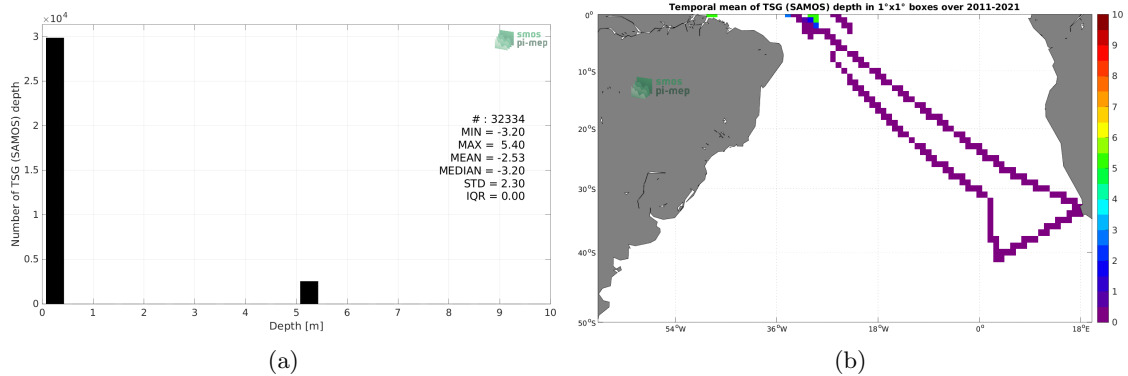 ×10⁴
3
2.5
2
1.5
1
0.5
0
Number of TSG (SAMOS) depth
smos
pi-mep
# : 32334
MIN = -3.20
MAX = 5.40
MEAN = -2.53
MEDIAN = -3.20
STD = 2.30
IQR = 0.00
0 1 2 3 4 5 6 7 8 9 10
Depth [m]
(a)
Temporal mean of TSG (SAMOS) depth in 1°x1° boxes over 2011-2021
0°
10°S
20°S
30°S
40°S
50°S
smos
pi-mep
54°W 36°W 18°W 0° 18°E
10
9
8
7
6
5
4
3
2
1
0
(b)